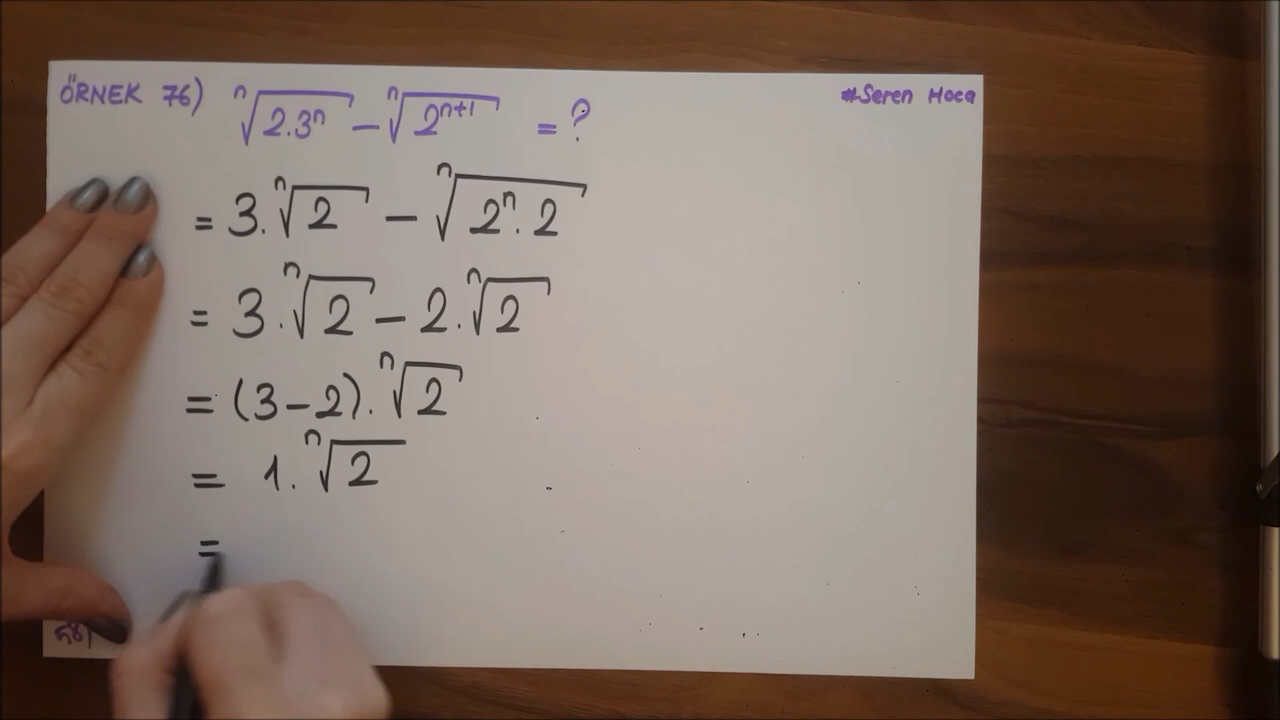 ÖRNEK 76) ⁿ√(2.3ⁿ) − ⁿ√(2ⁿ⁺¹) = ? #Seren Hoca
= 3.ⁿ√2 − ⁿ√(2ⁿ.2)
= 3.ⁿ√2 − 2.ⁿ√2
= (3−2).ⁿ√2
= 1.ⁿ√2
=